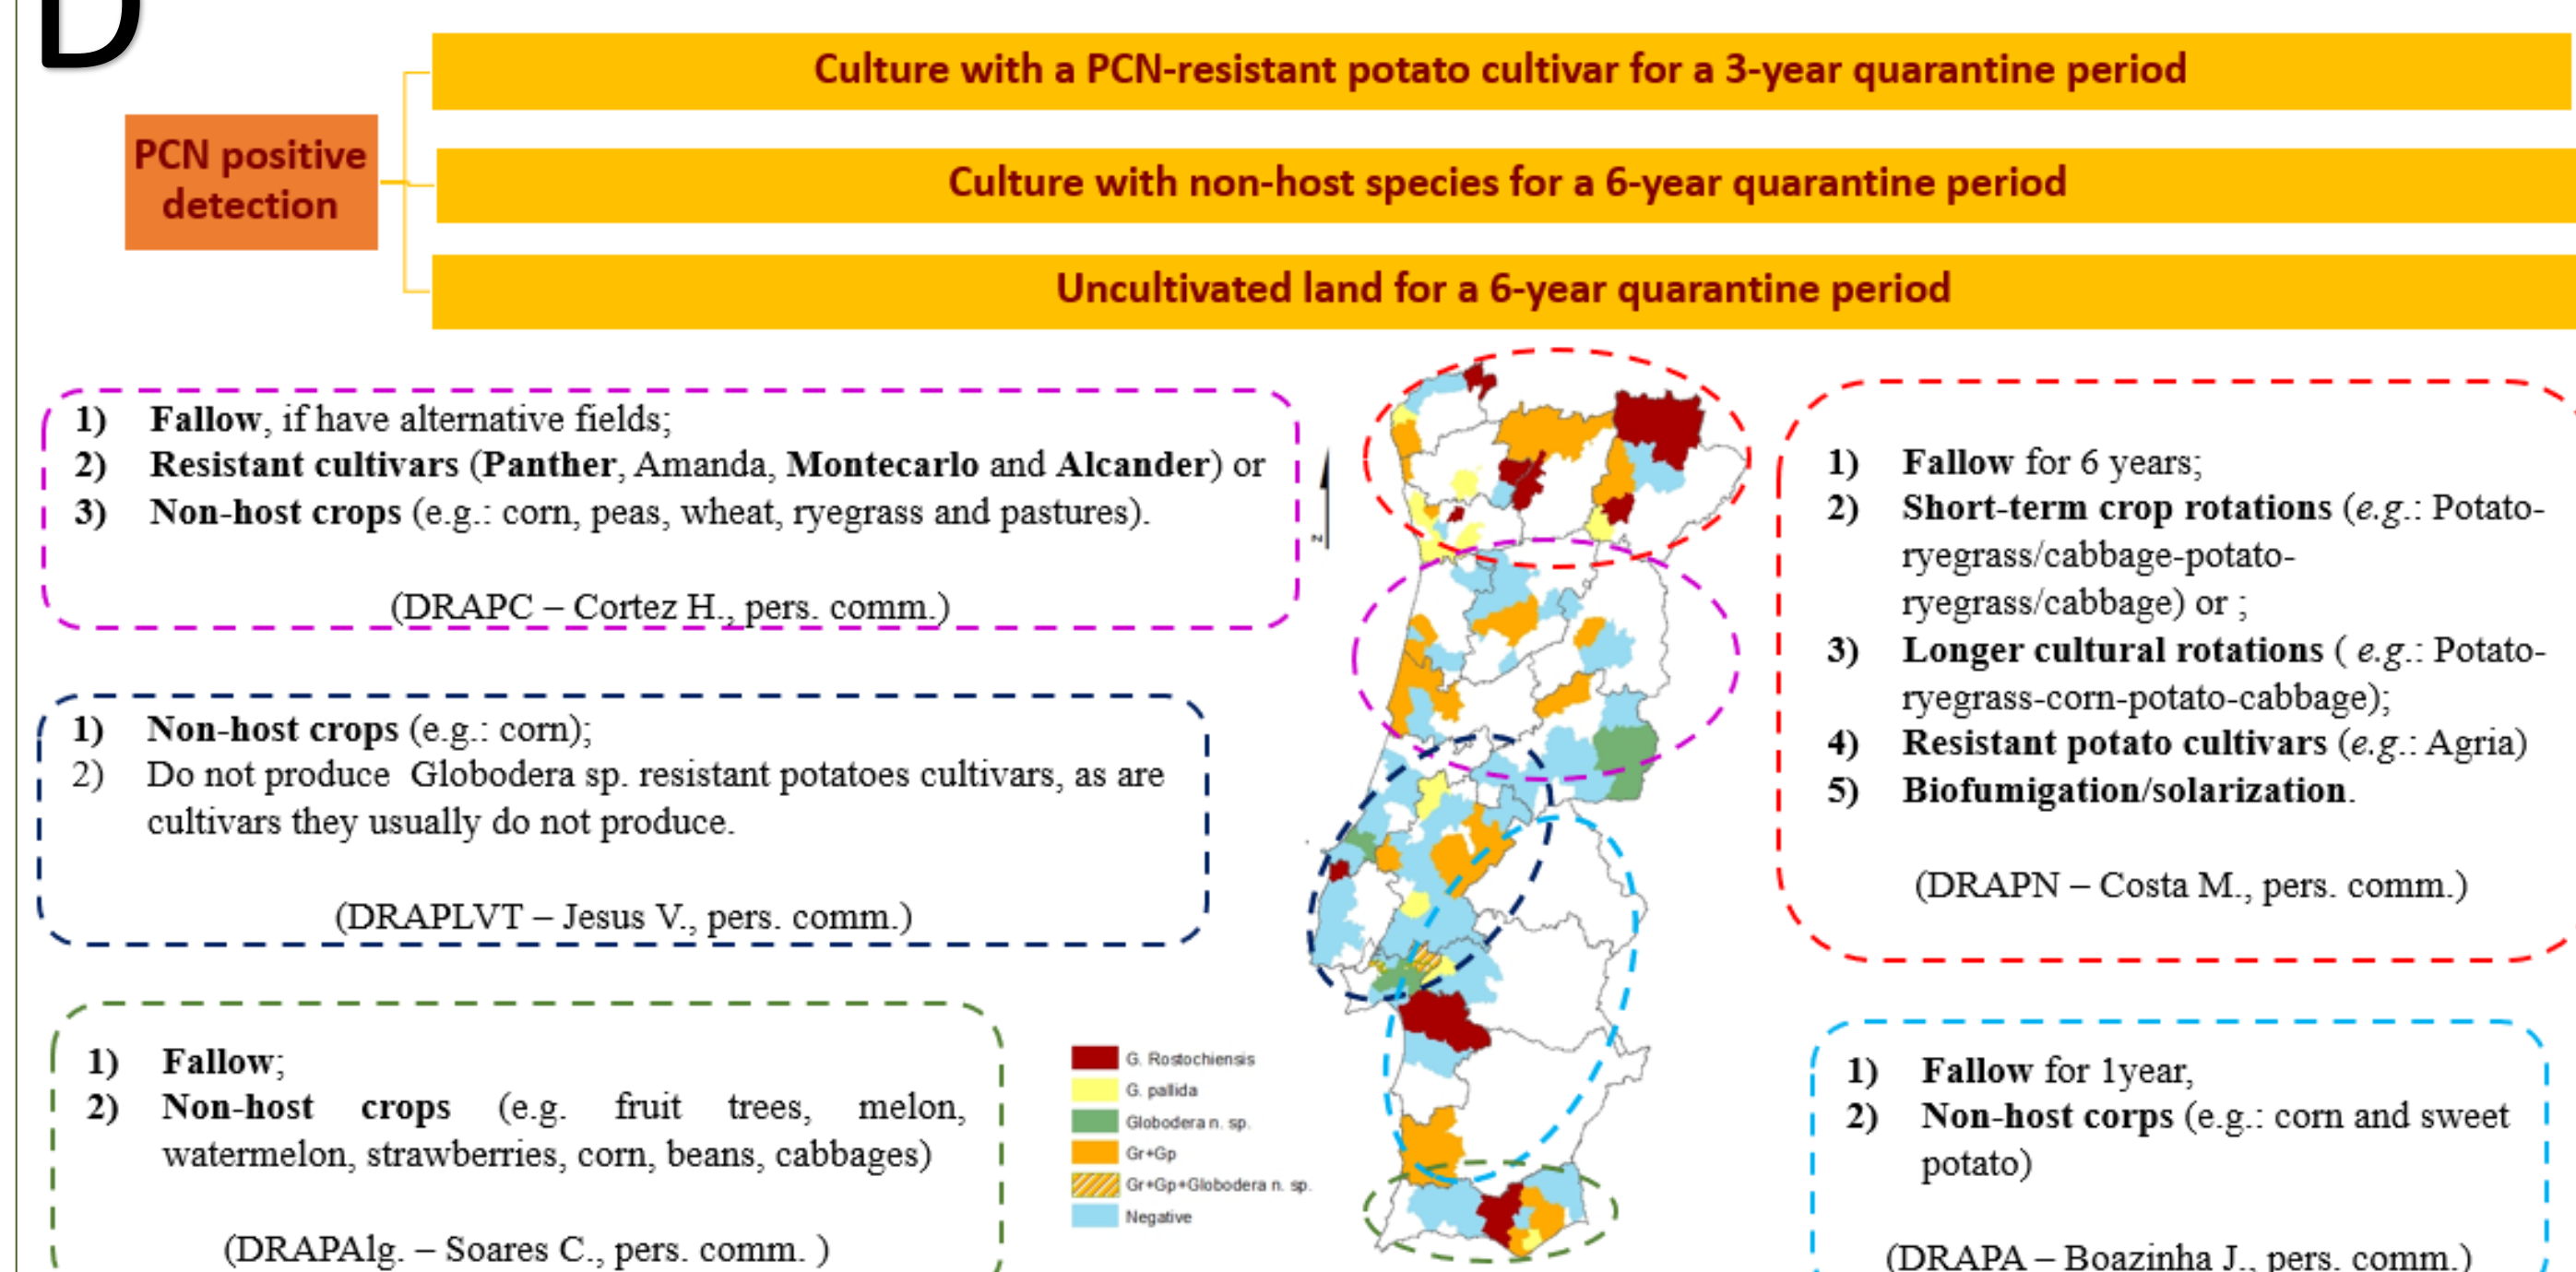 D
Culture with a PCN-resistant potato cultivar for a 3-year quarantine period
PCN positive
detection
Culture with non-host species for a 6-year quarantine period
Uncultivated land for a 6-year quarantine period
1) Fallow, if have alternative fields;
2) Resistant cultivars (Panther, Amanda, Montecarlo and Alcander) or
3) Non-host crops (e.g.: corn, peas, wheat, ryegrass and pastures).
(DRAPC – Cortez H., pers. comm.)
1) Non-host crops (e.g.: corn);
2) Do not produce Globodera sp. resistant potatoes cultivars, as are
cultivars they usually do not produce.
(DRAPLVT – Jesus V., pers. comm.)
1) Fallow;
2) Non-host crops (e.g. fruit trees, melon,
watermelon, strawberries, corn, beans, cabbages)
(DRAPAlg. – Soares C., pers. comm. )
N
G. Rostochiensis
G. pallida
Globodera n. sp.
Gr+Gp
Gr+Gp+Globodera n. sp.
Negative
1) Fallow for 6 years;
2) Short-term crop rotations (e.g.: Potato-
ryegrass/cabbage-potato-
ryegrass/cabbage) or ;
3) Longer cultural rotations ( e.g.: Potato-
ryegrass-corn-potato-cabbage);
4) Resistant potato cultivars (e.g.: Agria)
5) Biofumigation/solarization.
(DRAPN – Costa M., pers. comm.)
1) Fallow for 1year,
2) Non-host corps (e.g.: corn and sweet
potato)
(DRAPA – Boazinha J., pers. comm.)